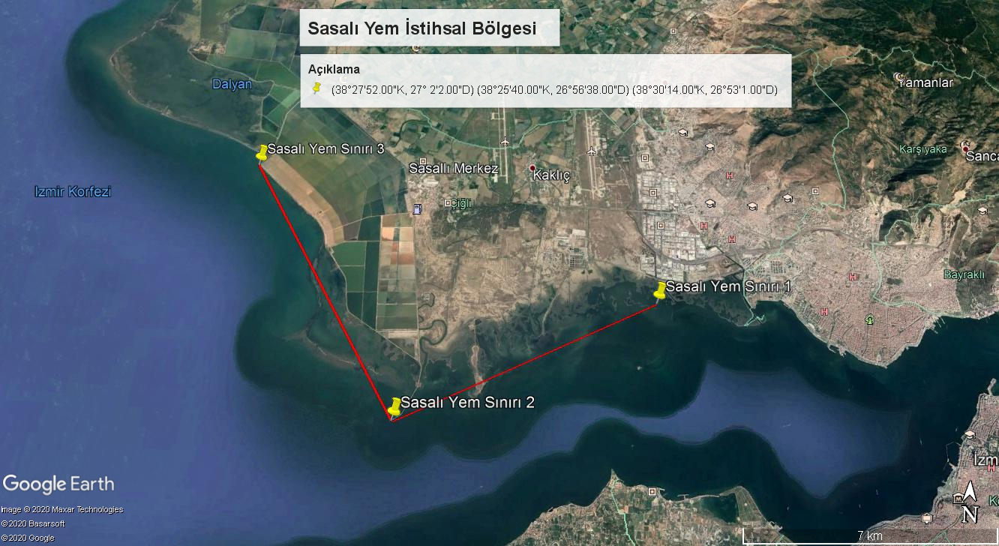 Sasalı Yem İstihsal Bölgesi
Açıklama
(38°27'52.00"K, 27° 2'2.00"D) (38°25'40.00"K, 26°56'38.00"D) (38°30'14.00"K, 26°53'1.00"D)
Dalyan
Yamanlar
Sasalı Yem Sınırı 3
Karşıyaka
Sanca
Sasallı Merkez
Kaklıç
Izmir Korfezi
Çiğli
Bayraklı
Sasalı Yem Sınırı 1
Sasalı Yem Sınırı 2
İzm
Google Earth
Image © 2020 Maxar Technologies
© 2020 Basarsoft
© 2020 Google
N
7 km